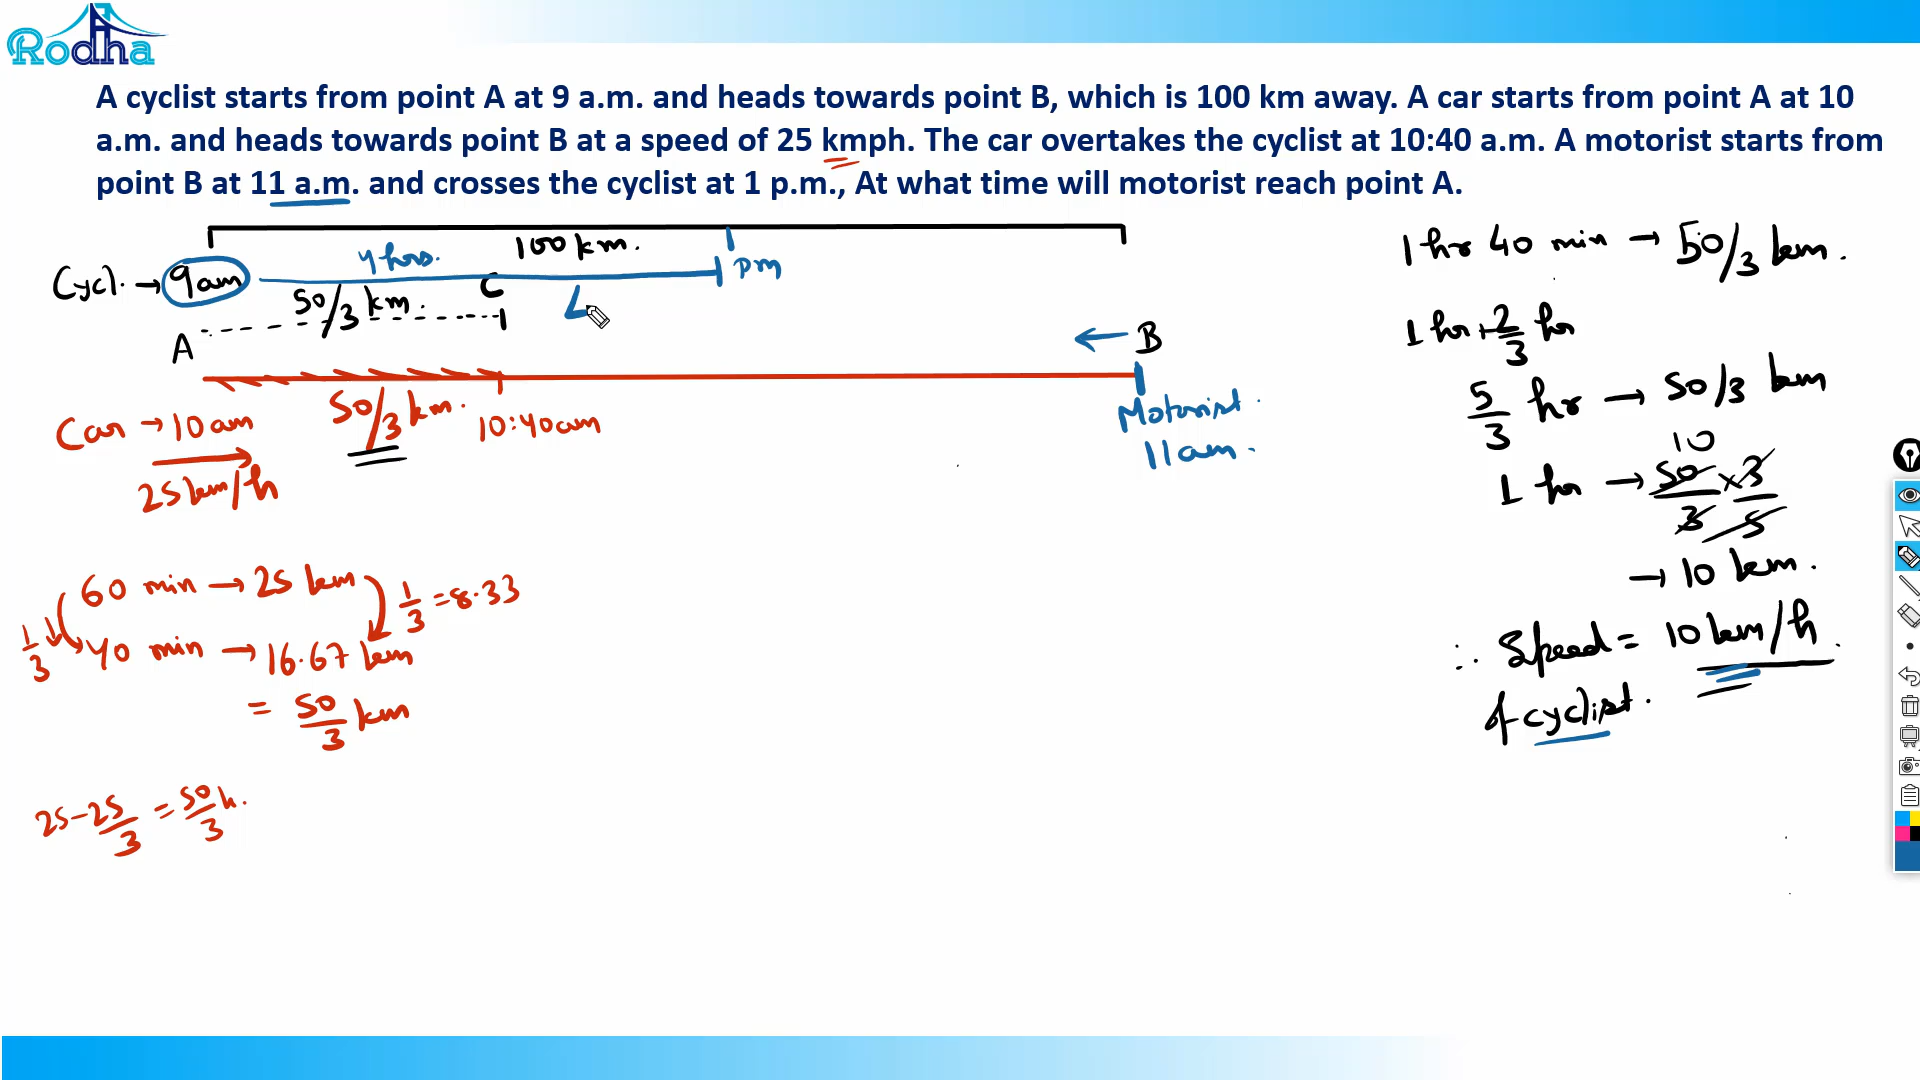 Rodha
A cyclist starts from point A at 9 a.m. and heads towards point B, which is 100 km away. A car starts from point A at 10
a.m. and heads towards point B at a speed of 25 kmph. The car overtakes the cyclist at 10:40 a.m. A motorist starts from
point B at 11 a.m. and crosses the cyclist at 1 p.m., At what time will motorist reach point A.
100 km.
4 hrs.
1 pm
Cycl. → 9am
C
50/3 km.
A
B
Car → 10am
25 km/h
50/3 km.
10:40am
Motorist.
11am.
60 min → 25 km
1/3 = 8.33
1/3
40 min → 16.67 km
= 50/3 km
25 - 25/3 = 50/3 k.
1 hr 40 min → 50/3 km.
1 hr + 2/3 hr
5/3 hr → 50/3 km
10
1 hr → 50/3 × 3/5
→ 10 km.
∴ Speed = 10 km/h.
of cyclist.